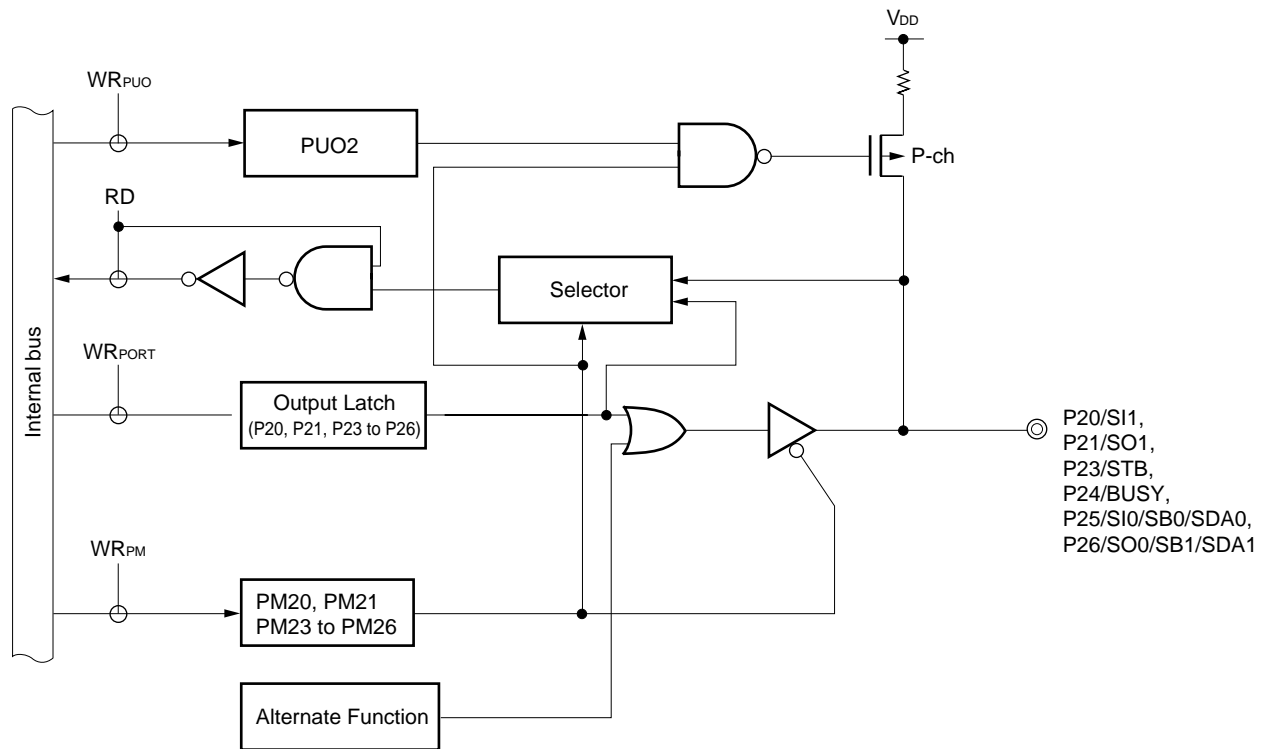 VDD
WRPUO
PUO2
P-ch
RD
Selector
Internal bus
WRPORT
Output Latch
(P20, P21, P23 to P26)
P20/SI1,
P21/SO1,
P23/STB,
P24/BUSY,
P25/SI0/SB0/SDA0,
P26/SO0/SB1/SDA1
WRPM
PM20, PM21
PM23 to PM26
Alternate Function